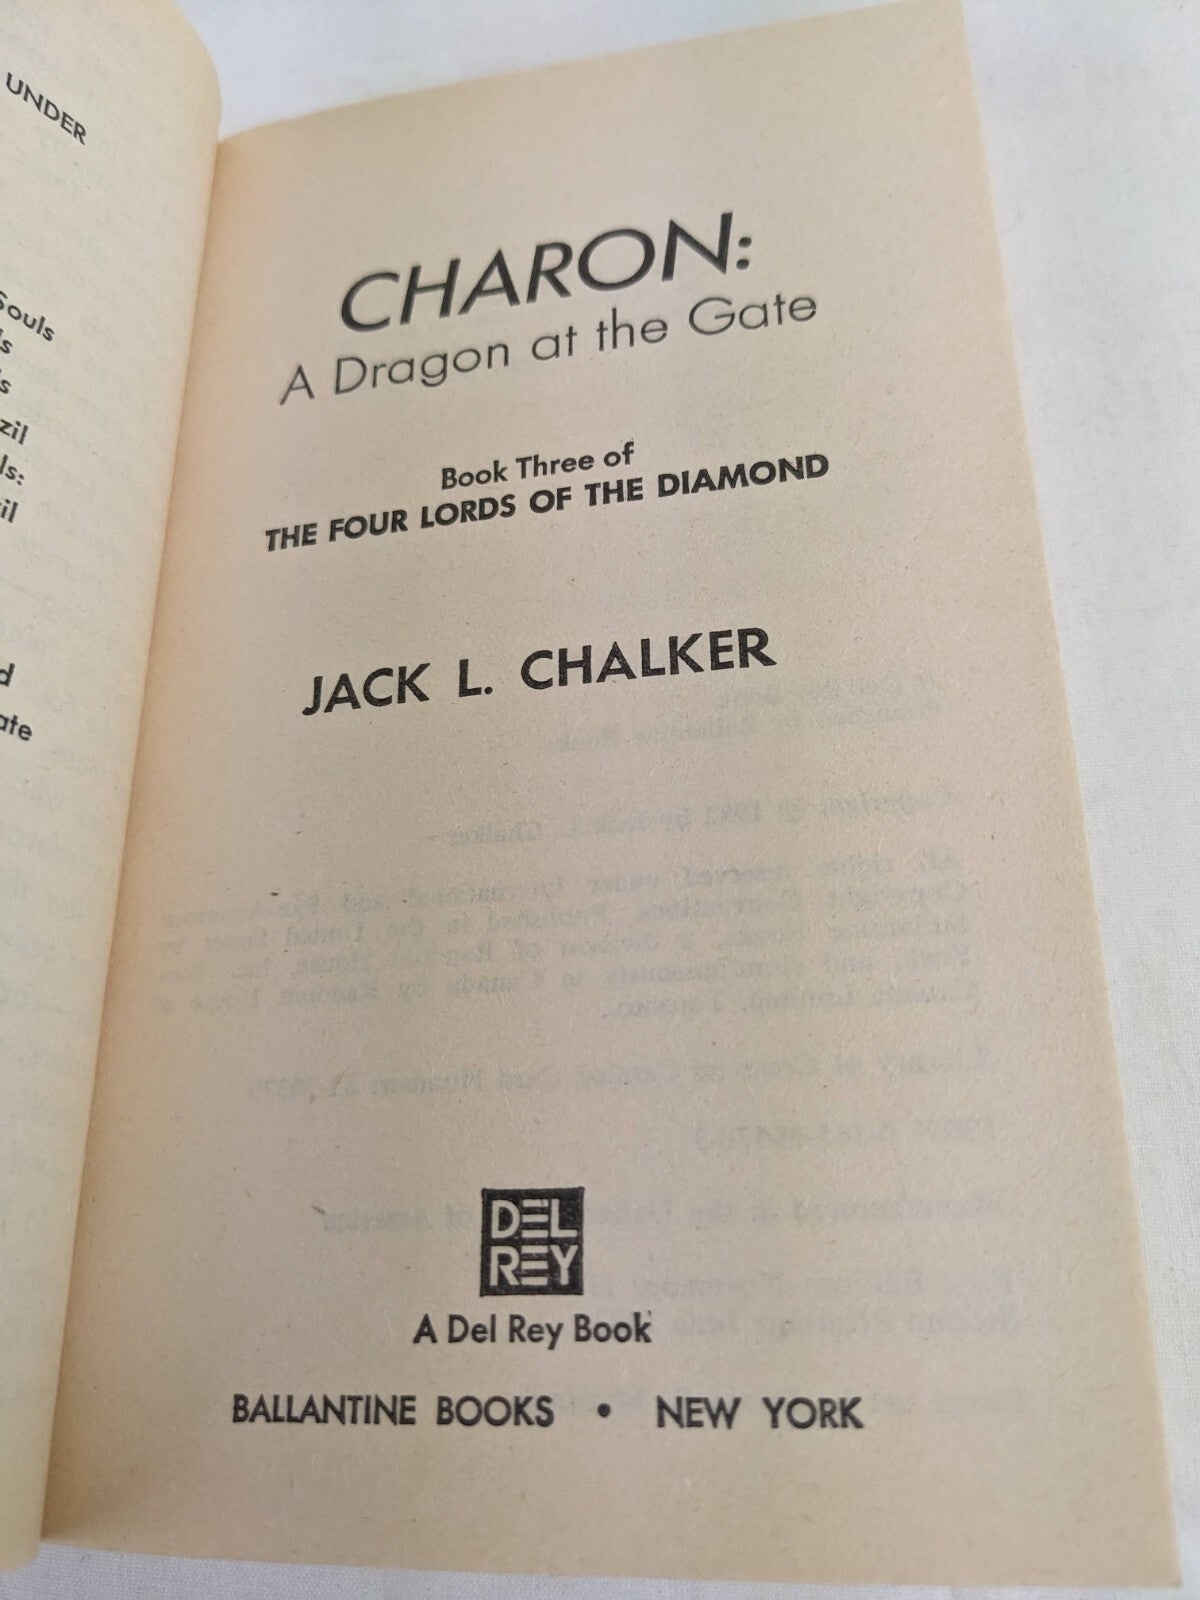 UNDER
Souls
zil
ls:
il
d
ate
CHARON:
A Dragon at the Gate
Book Three of
THE FOUR LORDS OF THE DIAMOND
JACK L. CHALKER
DEL
REY
A Del Rey Book
BALLANTINE BOOKS • NEW YORK